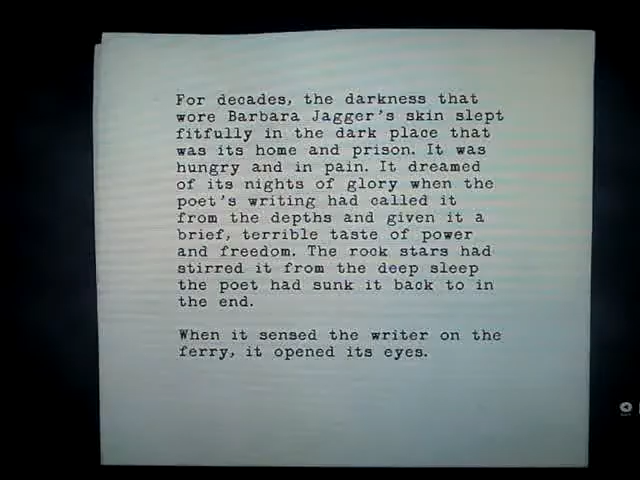 For decades, the darkness that
wore Barbara Jagger's skin slept
fitfully in the dark place that
was its home and prison. It was
hungry and in pain. It dreamed
of its nights of glory when the
poet's writing had called it
from the depths and given it a
brief, terrible taste of power
and freedom. The rock stars had
stirred it from the deep sleep
the poet had sunk it back to in
the end.
When it sensed the writer on the
ferry, it opened its eyes.